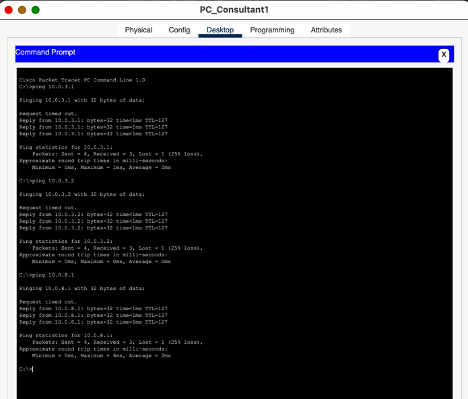 PC_Consultant1
Physical Config Desktop Programming Attributes
Command Prompt
X
Cisco Packet Tracer PC Command Line 1.0
C:\>ping 10.0.3.1
Pinging 10.0.3.1 with 32 bytes of data:
Request timed out.
Reply from 10.0.3.1: bytes=32 time<1ms TTL=127
Reply from 10.0.3.1: bytes=32 time=1ms TTL=127
Reply from 10.0.3.1: bytes=32 time<1ms TTL=127
Ping statistics for 10.0.3.1:
Packets: Sent = 4, Received = 3, Lost = 1 (25% loss),
Approximate round trip times in milli-seconds:
Minimum = 0ms, Maximum = 1ms, Average = 0ms
C:\>ping 10.0.3.2
Pinging 10.0.3.2 with 32 bytes of data:
Request timed out.
Reply from 10.0.3.2: bytes=32 time<1ms TTL=127
Reply from 10.0.3.2: bytes=32 time<1ms TTL=127
Reply from 10.0.3.2: bytes=32 time<1ms TTL=127
Ping statistics for 10.0.3.2:
Packets: Sent = 4, Received = 3, Lost = 1 (25% loss),
Approximate round trip times in milli-seconds:
Minimum = 0ms, Maximum = 0ms, Average = 0ms
C:\>ping 10.0.8.1
Pinging 10.0.8.1 with 32 bytes of data:
Request timed out.
Reply from 10.0.8.1: bytes=32 time<1ms TTL=127
Reply from 10.0.8.1: bytes=32 time<1ms TTL=127
Reply from 10.0.8.1: bytes=32 TTL=127
Ping statistics for 10.0.8.1:
Packets: Sent = 4, Received = 3, Lost = 1 (25% loss),
Approximate round trip times in milli-seconds:
Minimum = 0ms, Maximum = Average = 2ms
C:\>